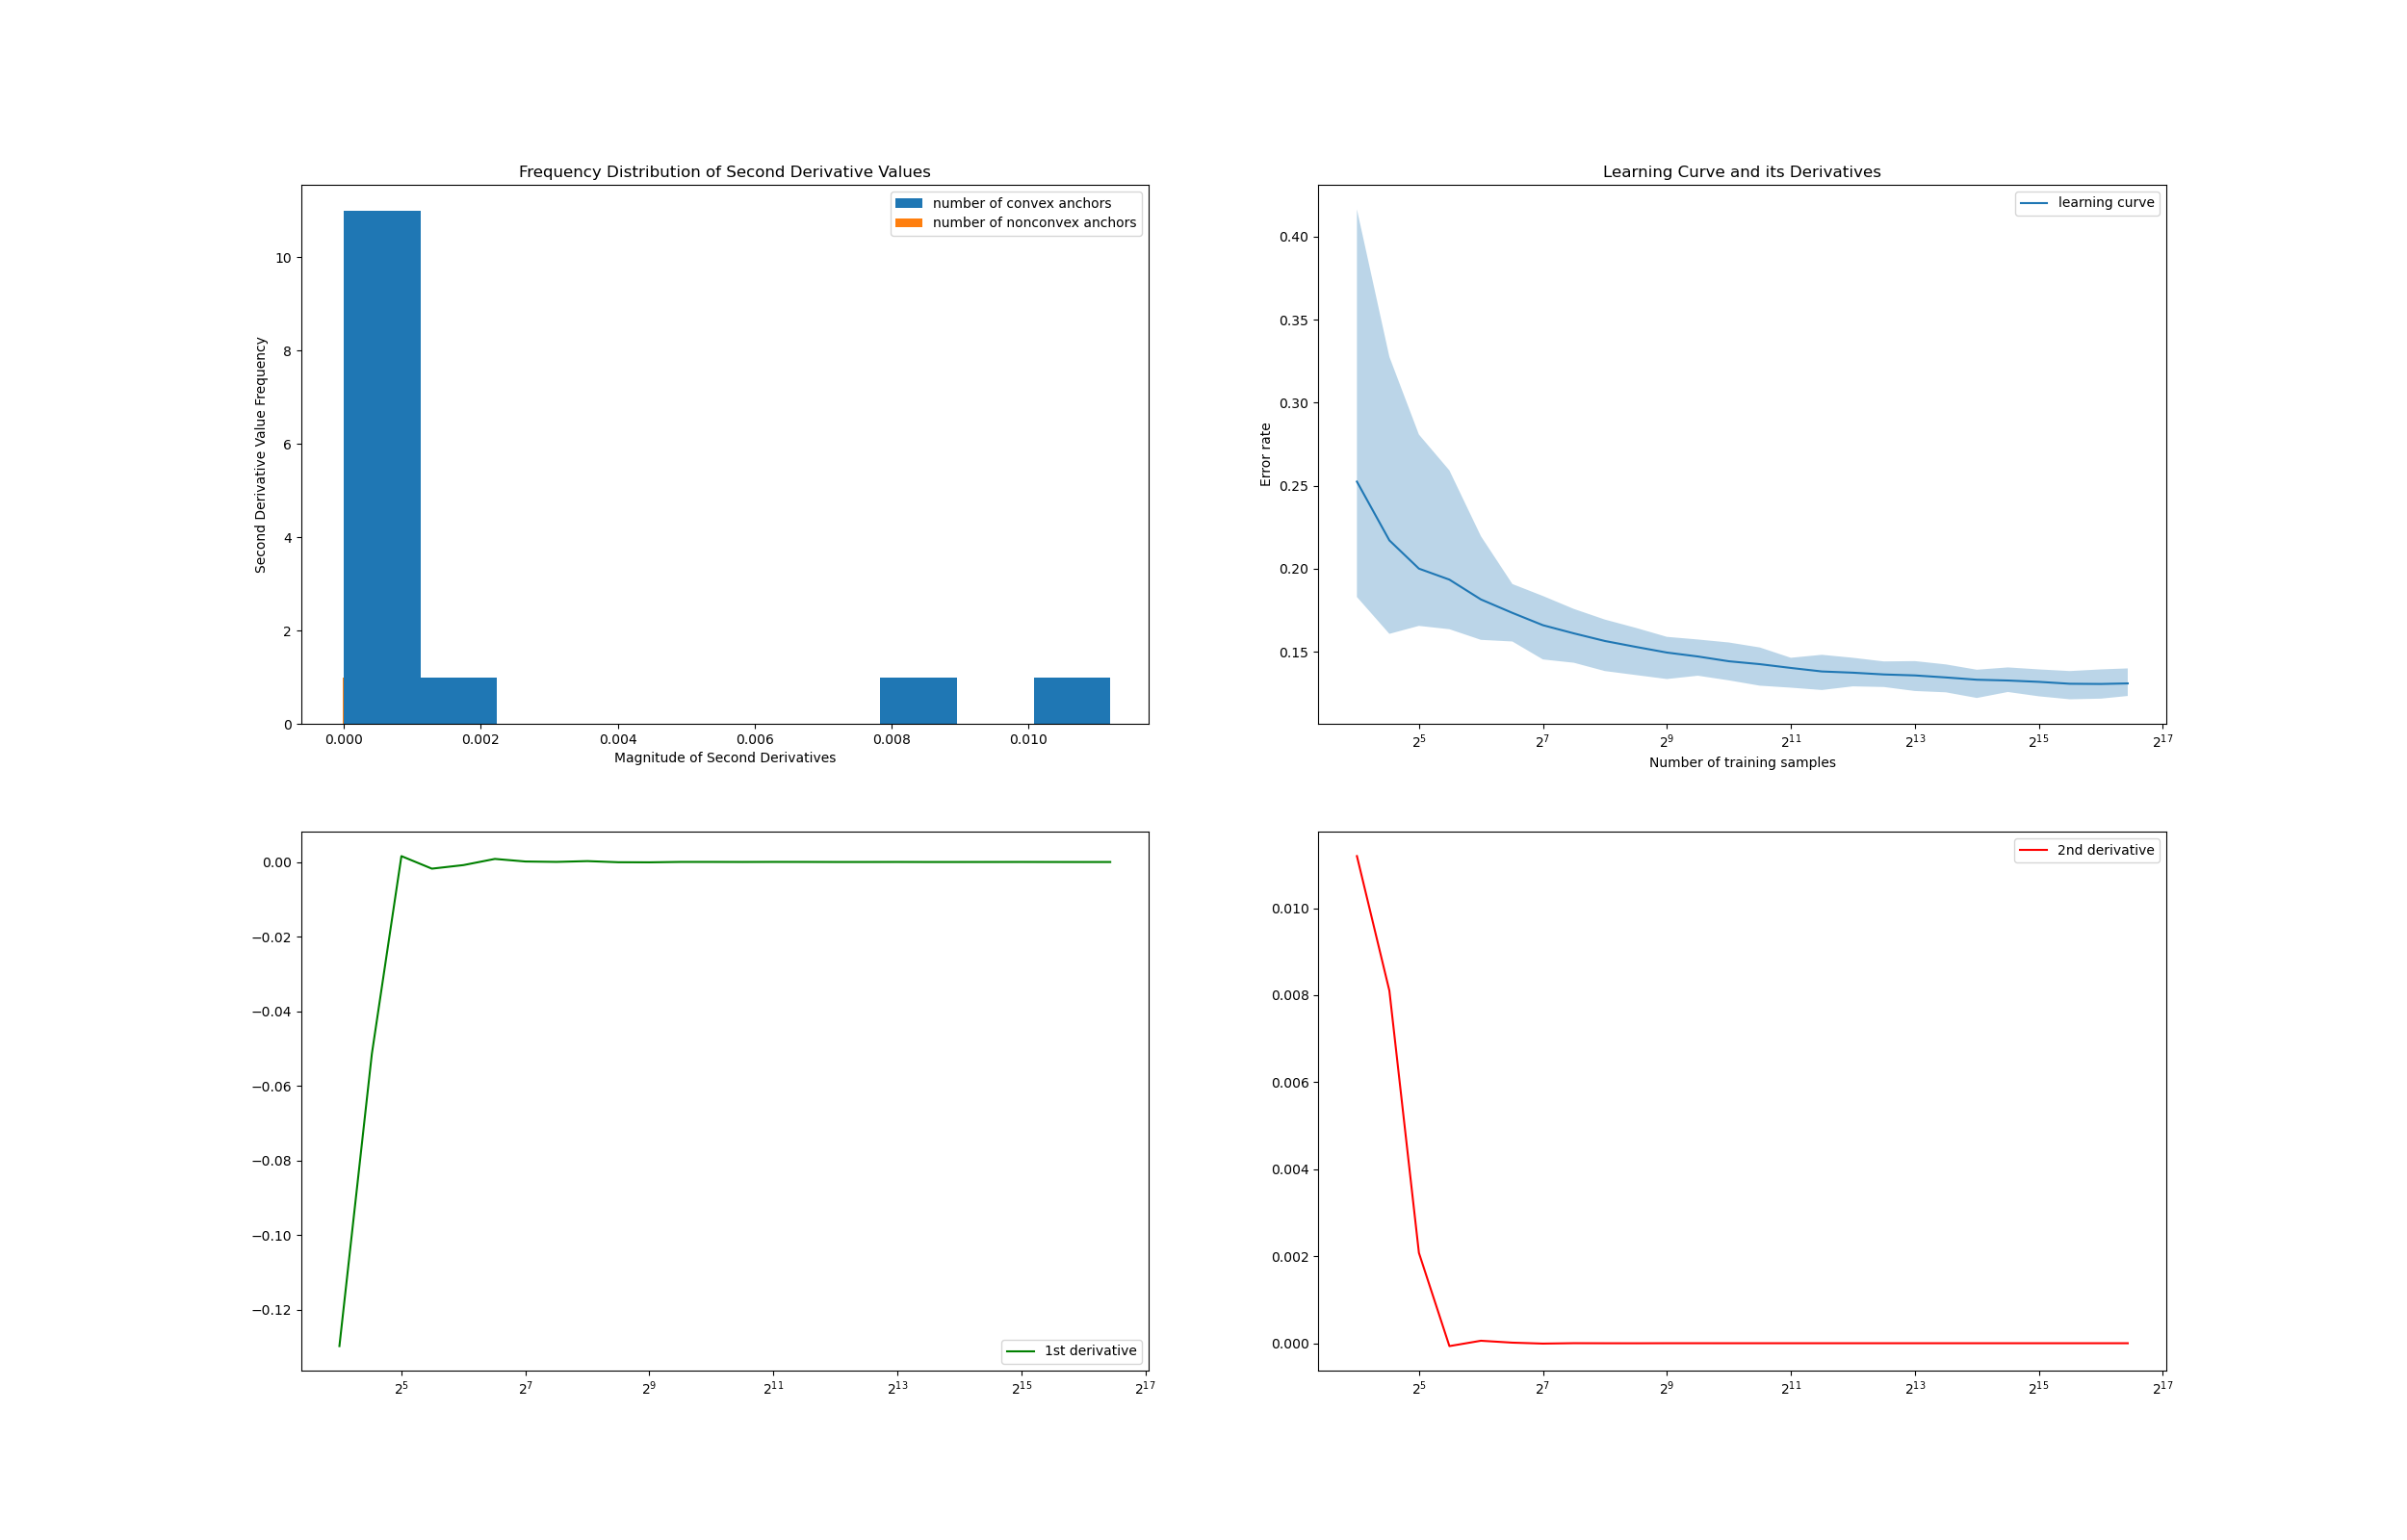 Frequency Distribution of Second Derivative Values
number of convex anchors
number of nonconvex anchors
10
8
6
4
2
0
Second Derivative Value Frequency
0.000 0.002 0.004 0.006 0.008 0.010
Magnitude of Second Derivatives
Learning Curve and its Derivatives
learning curve
0.40
0.35
0.30
0.25
0.20
0.15
Error rate
2^5 2^7 2^9 2^11 2^13 2^15 2^17
Number of training samples
0.00
−0.02
−0.04
−0.06
−0.08
−0.10
−0.12
1st derivative
2^5 2^7 2^9 2^11 2^13 2^15 2^17
2nd derivative
0.010
0.008
0.006
0.004
0.002
0.000
2^5 2^7 2^9 2^11 2^13 2^15 2^17